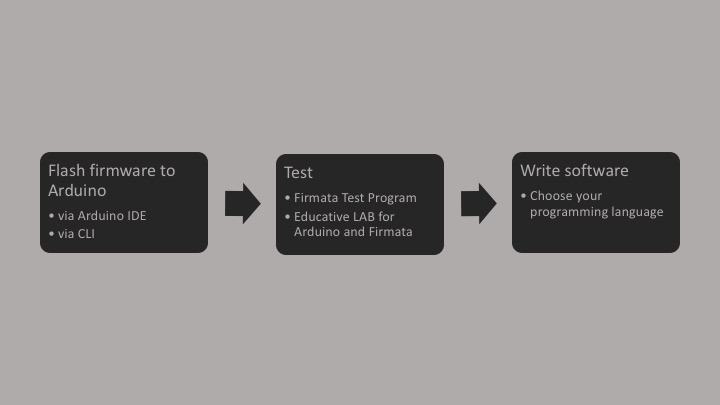 Flash firmware to
Arduino
• via Arduino IDE
• via CLI
Test
• Firmata Test Program
• Educative LAB for
Arduino and Firmata
Write software
• Choose your
programming language